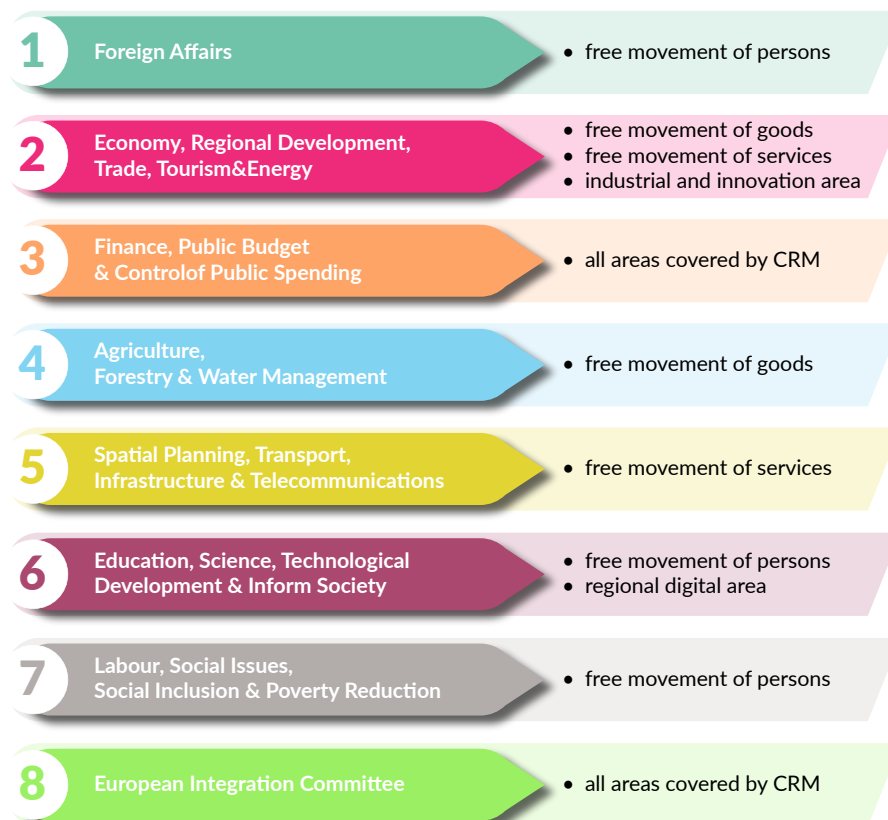 1
Foreign Affairs
• free movement of persons
2
Economy, Regional Development,
Trade, Tourism&Energy
• free movement of goods
• free movement of services
• industrial and innovation area
3
Finance, Public Budget
& Controlof Public Spending
• all areas covered by CRM
4
Agriculture,
Forestry & Water Management
• free movement of goods
5
Spatial Planning, Transport,
Infrastructure & Telecommunications
• free movement of services
6
Education, Science, Technological
Development & Inform Society
• free movement of persons
• regional digital area
7
Labour, Social Issues,
Social Inclusion & Poverty Reduction
• free movement of persons
8
European Integration Committee
• all areas covered by CRM